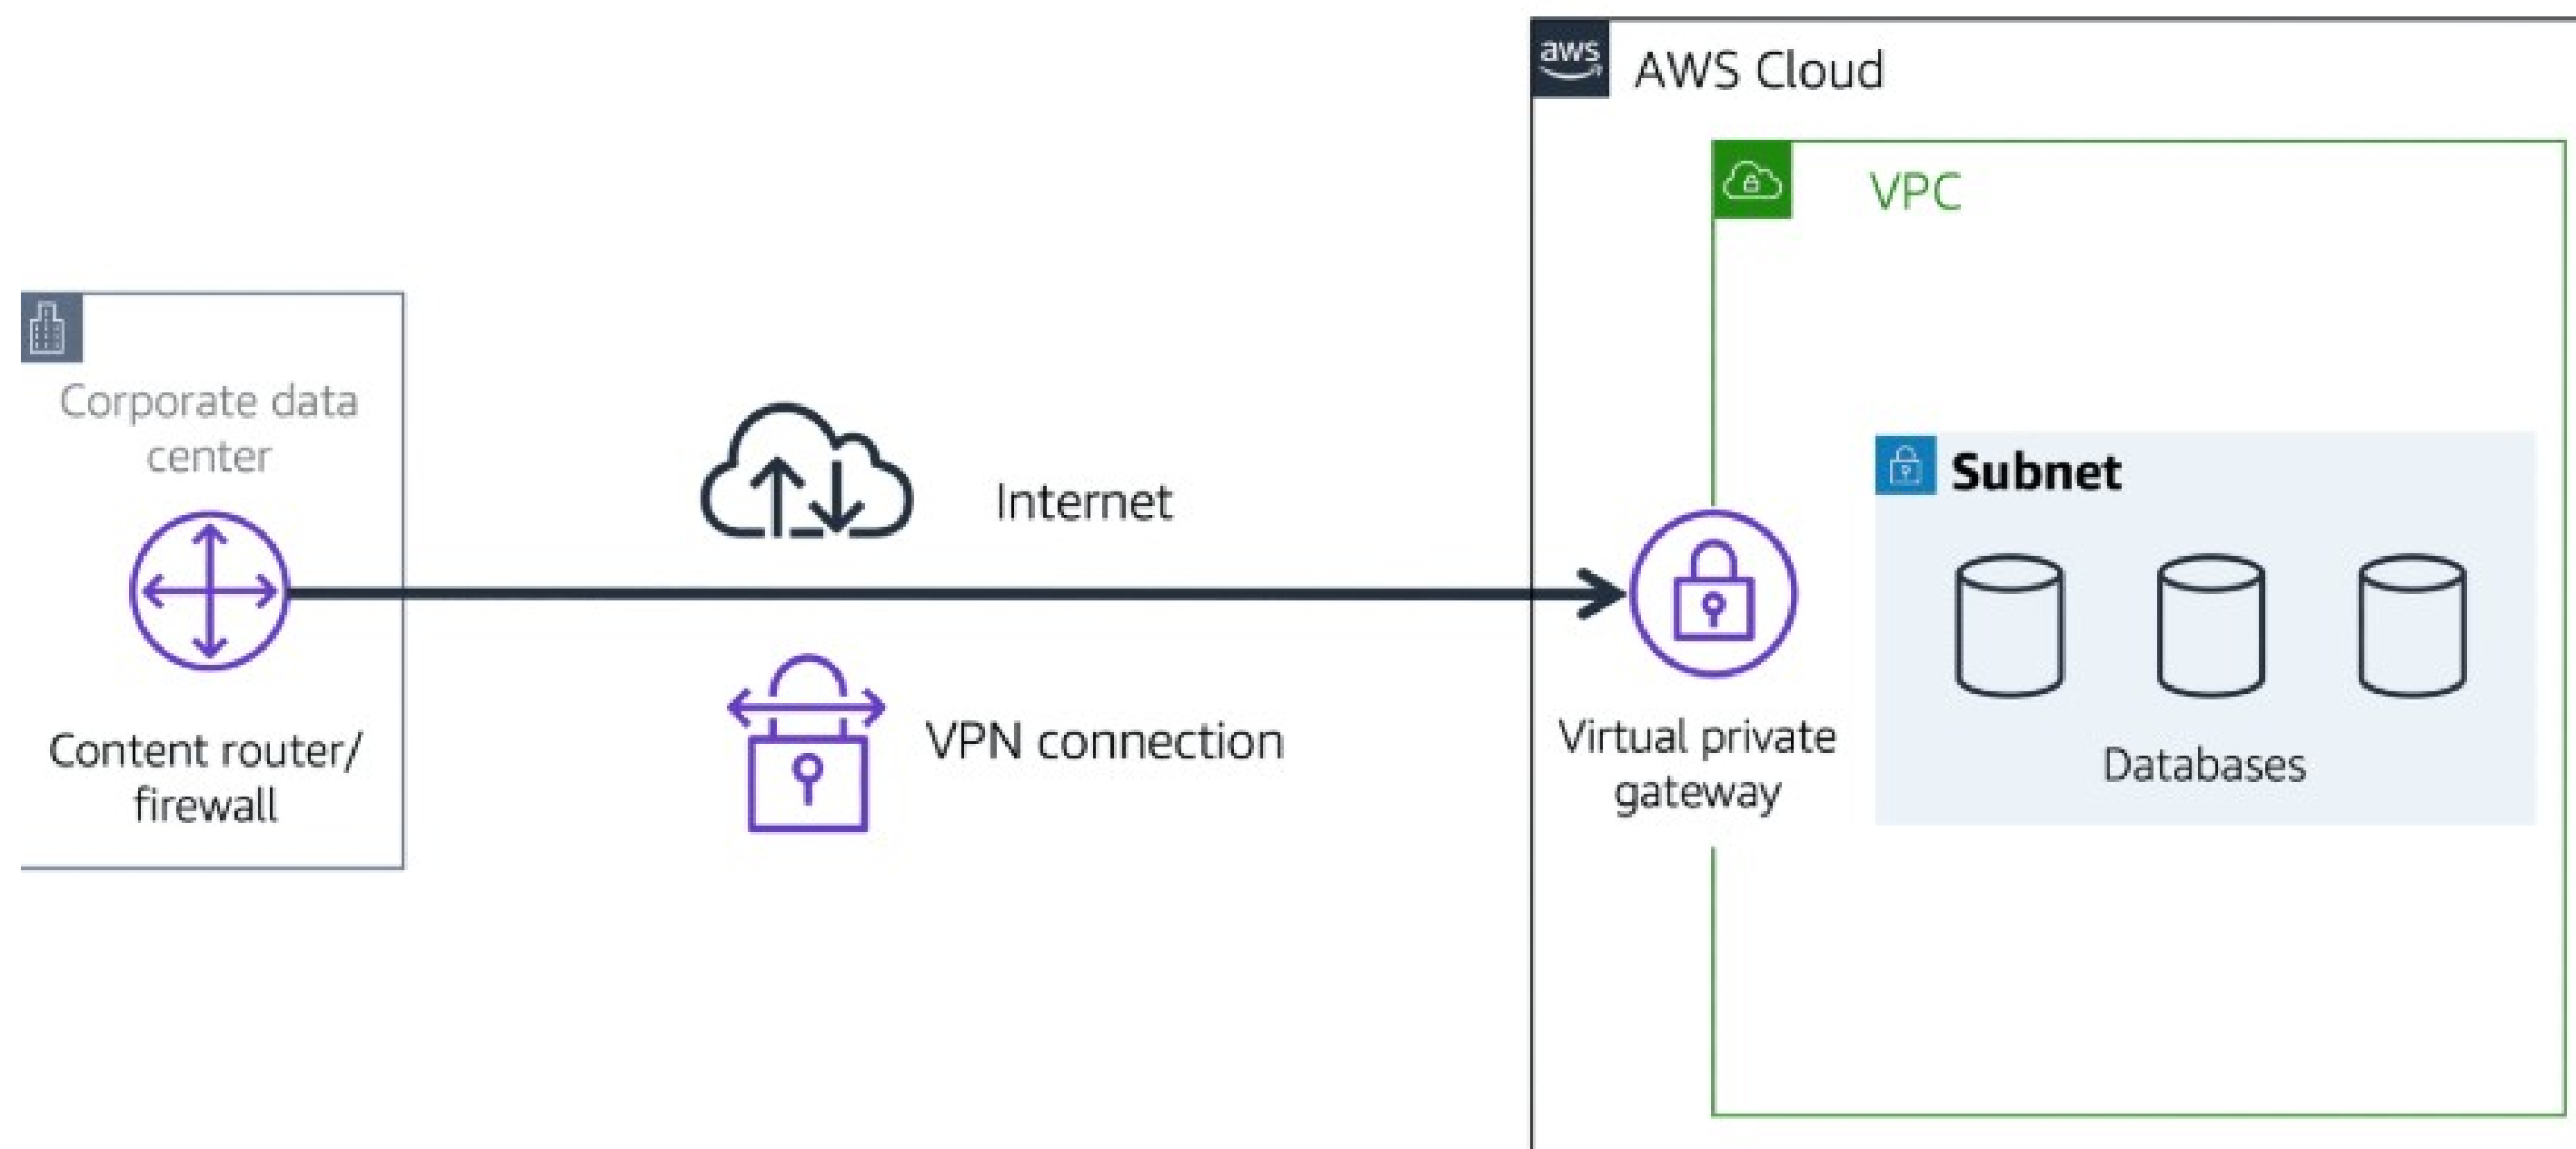 aws
AWS Cloud
VPC
Corporate data
center
Internet
Subnet
Content router/
firewall
VPN connection
Virtual private
gateway
Databases